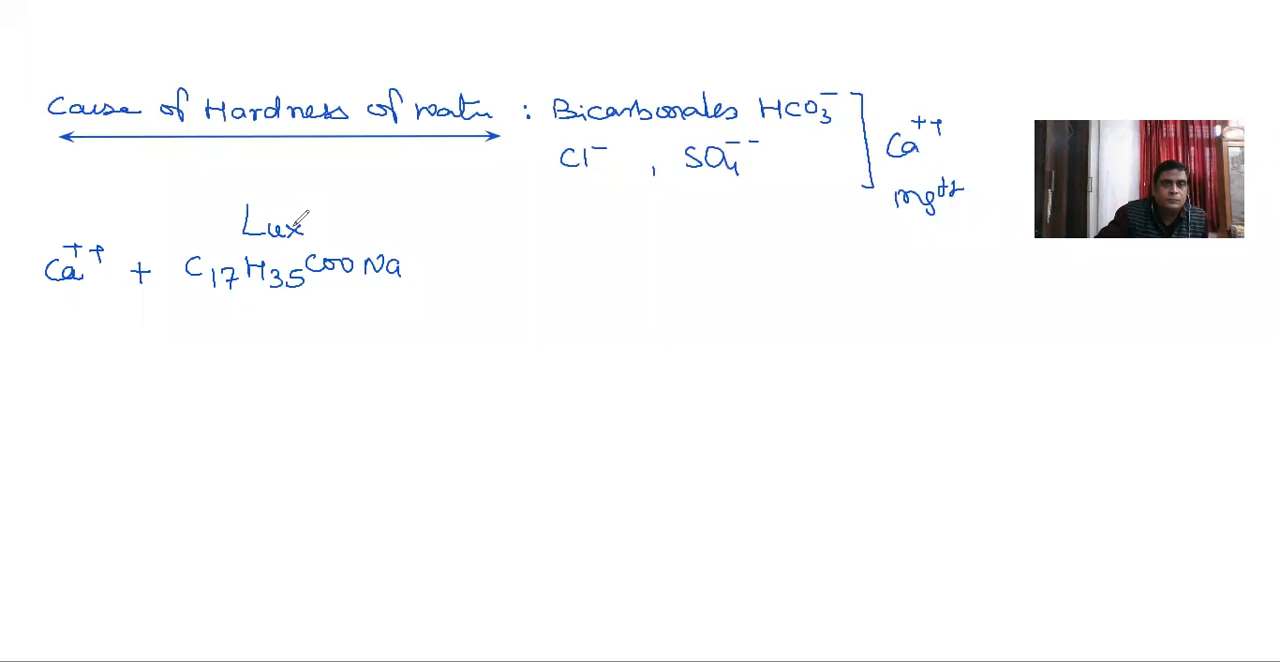 Cause of Hardness of water : Bicarbonates HCO3^-
Cl^- , SO4^-- ] Ca^++
Mg^++
Lux
Ca^++ + C17H35COONa